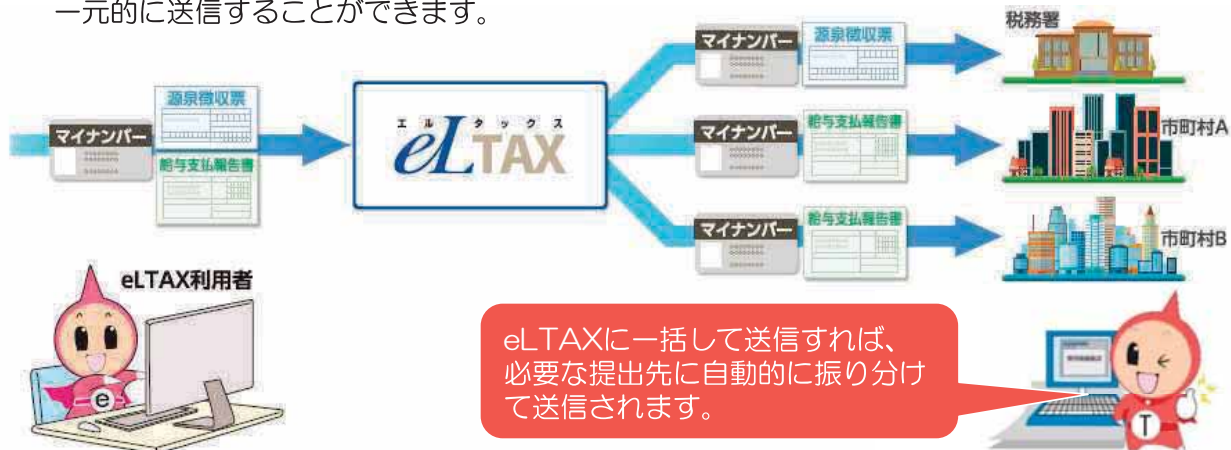 一元的に送信することができます。
マイナンバー
源泉徴収票
給与支払報告書
エルタックス
eLTAX
マイナンバー
源泉徴収票
税務署
マイナンバー
給与支払報告書
市町村A
マイナンバー
給与支払報告書
市町村B
eLTAX利用者
e
eLTAXに一括して送信すれば、
必要な提出先に自動的に振り分け
て送信されます。
T